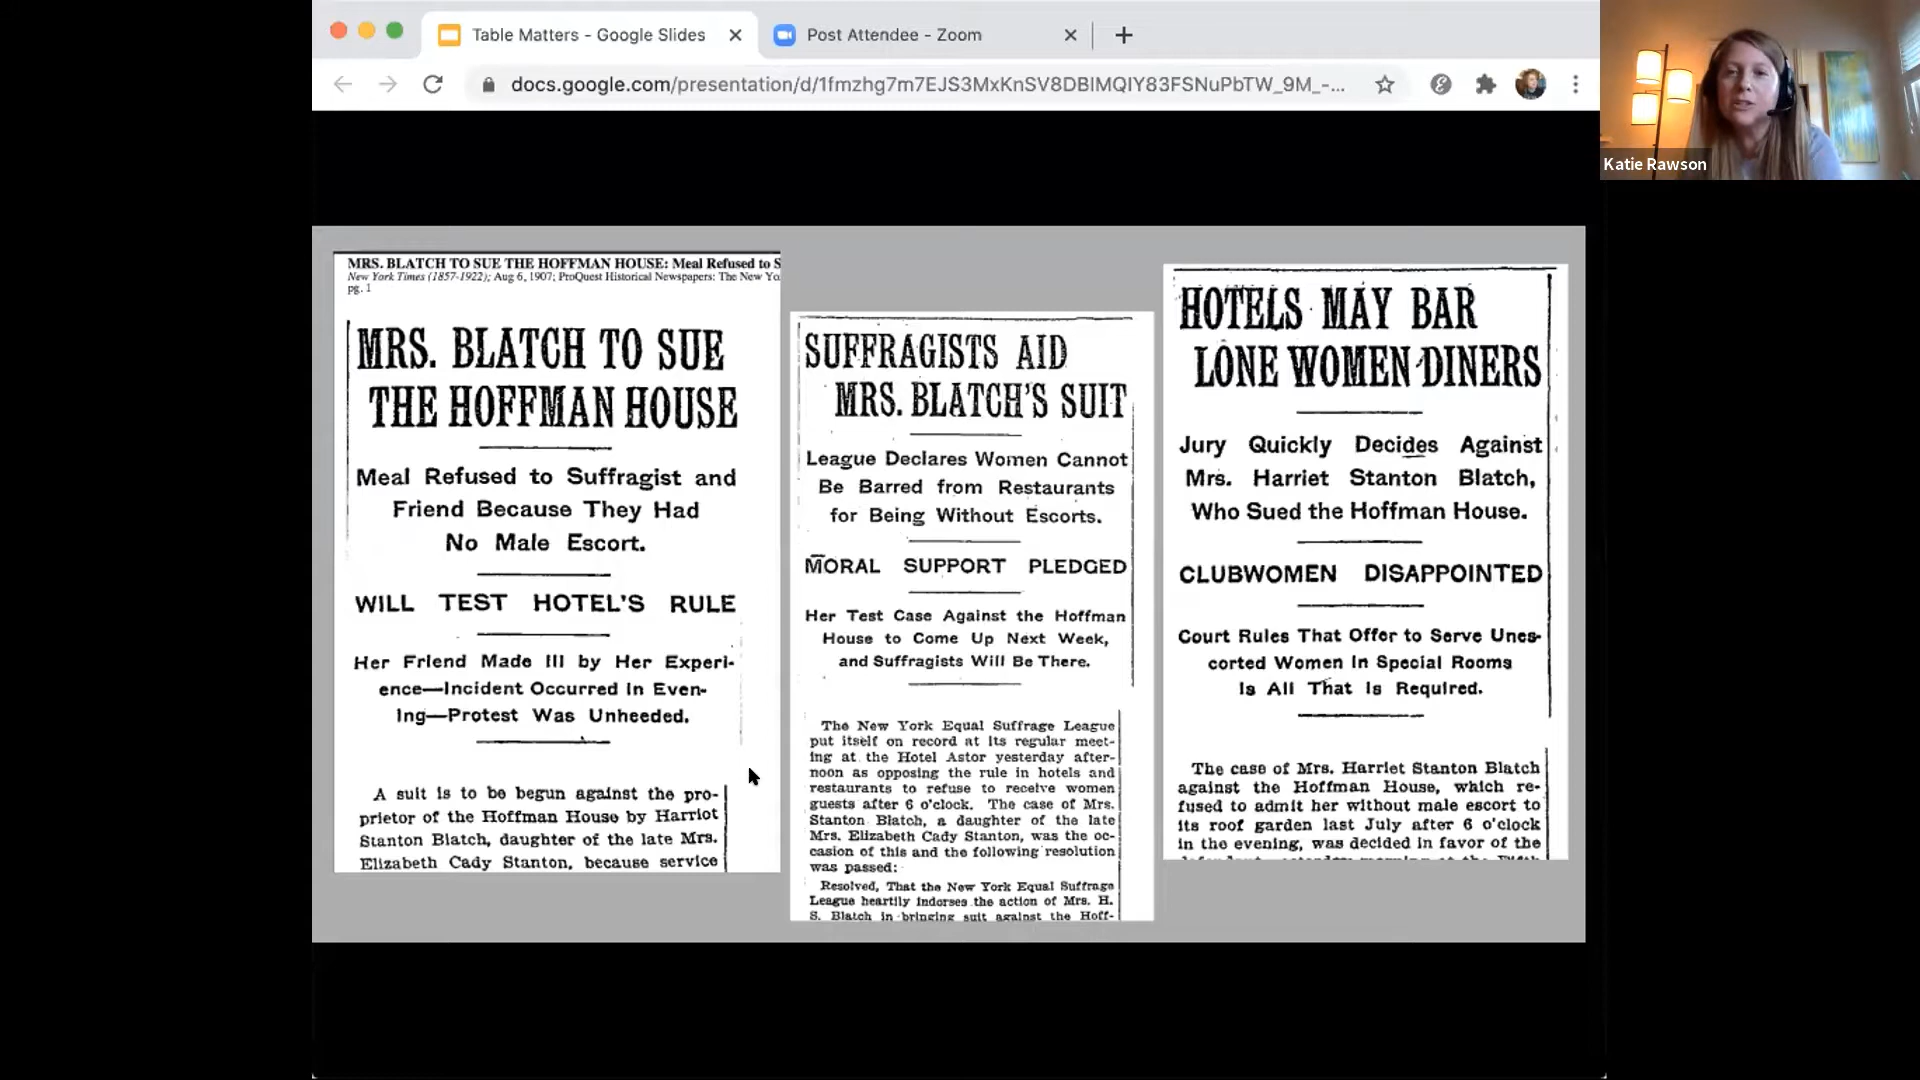 Table Matters - Google Slides
Post Attendee - Zoom
docs.google.com/presentation/d/1fmzhg7m7EJS3MxKnSV8DBIMQIY83FSNuPbTW_9M_-...
Katie Rawson
MRS. BLATCH TO SUE THE HOFFMAN HOUSE: Meal Refused to S
New York Times (1857-1922); Aug 6, 1907; ProQuest Historical Newspapers: The New Yo
pg. 1
MRS. BLATCH TO SUE
THE HOFFMAN HOUSE
Meal Refused to Suffragist and
Friend Because They Had
No Male Escort.
WILL TEST HOTEL'S RULE
Her Friend Made Ill by Her Experi-
ence—Incident Occurred in Even-
ing—Protest Was Unheeded.
A suit is to be begun against the pro-
prietor of the Hoffman House by Harriot
Stanton Blatch, daughter of the late Mrs.
Elizabeth Cady Stanton, because service
SUFFRAGISTS AID
MRS. BLATCH'S SUIT
League Declares Women Cannot
Be Barred from Restaurants
for Being Without Escorts.
MORAL SUPPORT PLEDGED
Her Test Case Against the Hoffman
House to Come Up Next Week,
and Suffragists Will Be There.
The New York Equal Suffrage League
put itself on record at its regular meet-
ing at the Hotel Astor yesterday after-
noon as opposing the rule in hotels and
restaurants to refuse to receive women
guests after 6 o'clock. The case of Mrs.
Stanton Blatch, a daughter of the late
Mrs. Elizabeth Cady Stanton, was the oc-
casion of this and the following resolution
was passed:
Resolved, That the New York Equal Suffrage
League heartily indorses the action of Mrs. H.
S. Blatch in bringing suit against the Hoff-
HOTELS MAY BAR
LONE WOMEN DINERS
Jury Quickly Decides Against
Mrs. Harriet Stanton Blatch,
Who Sued the Hoffman House.
CLUBWOMEN DISAPPOINTED
Court Rules That Offer to Serve Unes-
corted Women in Special Rooms
Is All That Is Required.
The case of Mrs. Harriet Stanton Blatch
against the Hoffman House, which re-
fused to admit her without male escort to
its roof garden last July after 6 o'clock
in the evening, was decided in favor of the